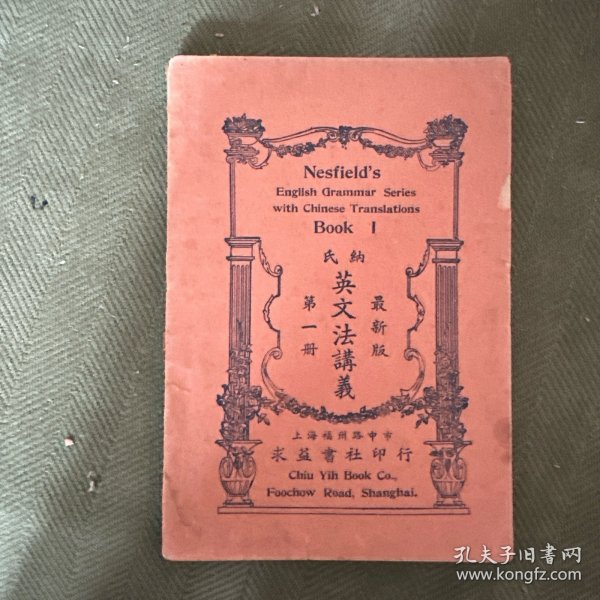 Nesfield's
English Grammar Series
with Chinese Translations
Book I
氏納
最新版
英文法講義
第一册
上海福州路中市
求益書社印行
Chiu Yih Book Co.,
Foochow Road, Shanghai.
孔夫子旧書网
www.kongfz.com